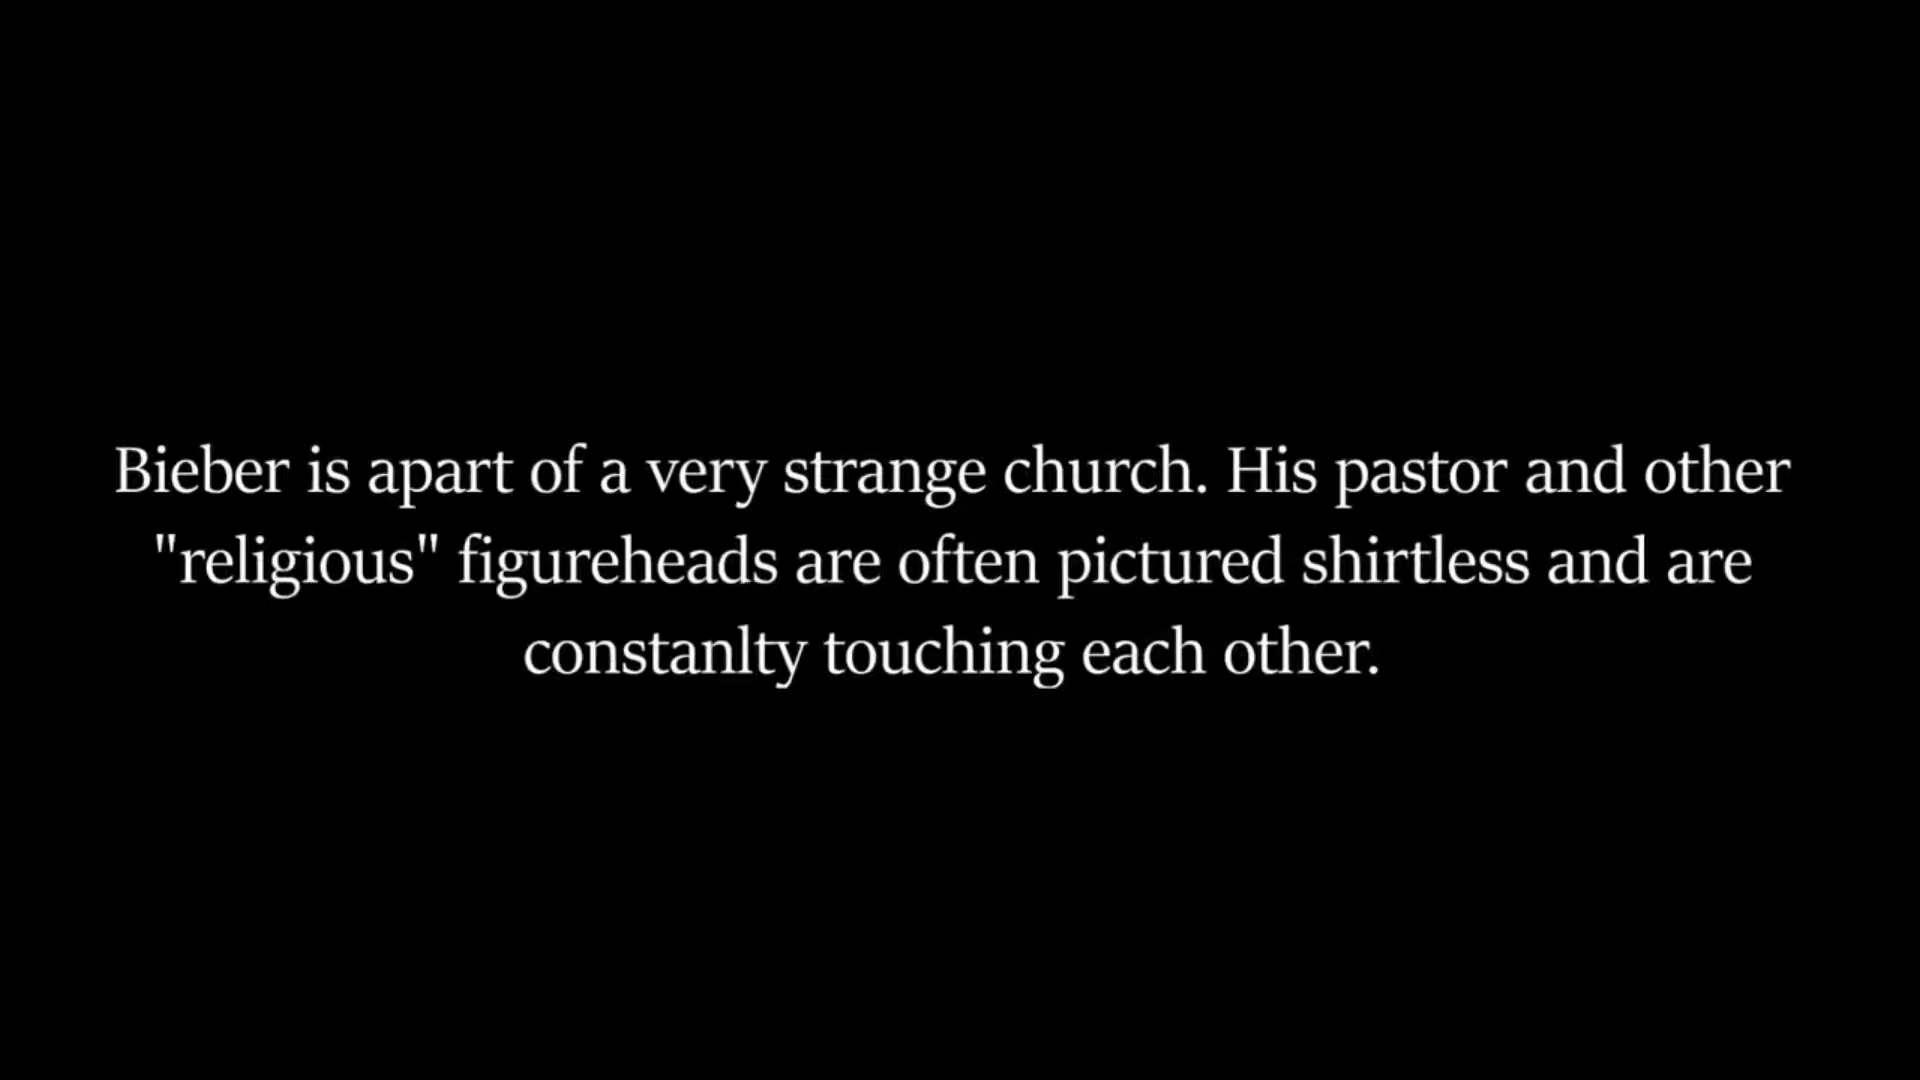 Bieber is apart of a very strange church. His pastor and other
"religious" figureheads are often pictured shirtless and are
constanlty touching each other.